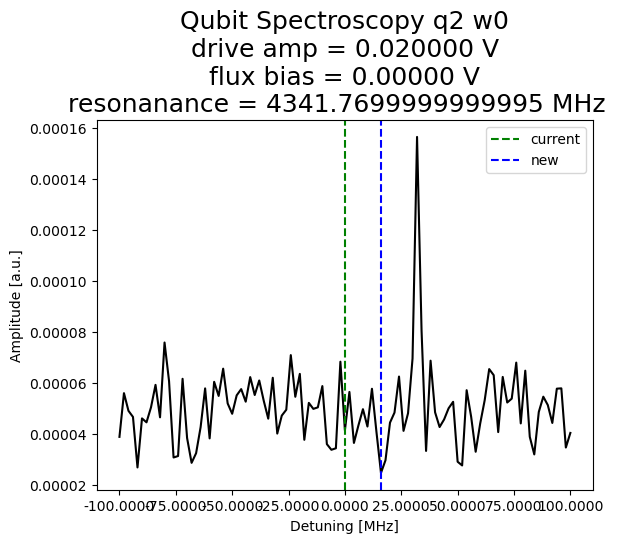 Qubit Spectroscopy q2 w0
drive amp = 0.020000 V
flux bias = 0.00000 V
resonanance = 4341.7699999999995 MHz
current
new
0.00016
0.00014
0.00012
0.00010
0.00008
0.00006
0.00004
0.00002
Amplitude [a.u.]
-100.0000 -75.0000 -50.0000 -25.0000 0.0000 25.0000 50.0000 75.0000 100.0000
Detuning [MHz]